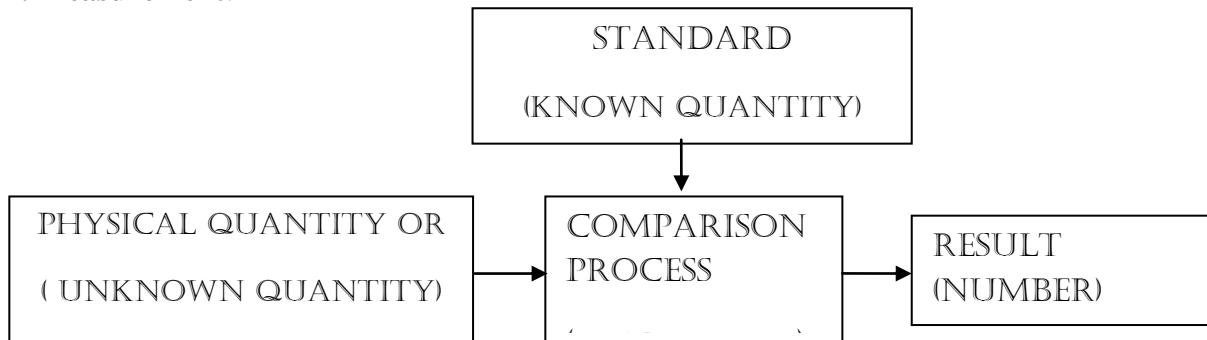 STANDARD
(KNOWN QUANTITY)
PHYSICAL QUANTITY OR
( UNKNOWN QUANTITY)
COMPARISON
PROCESS
RESULT
(NUMBER)